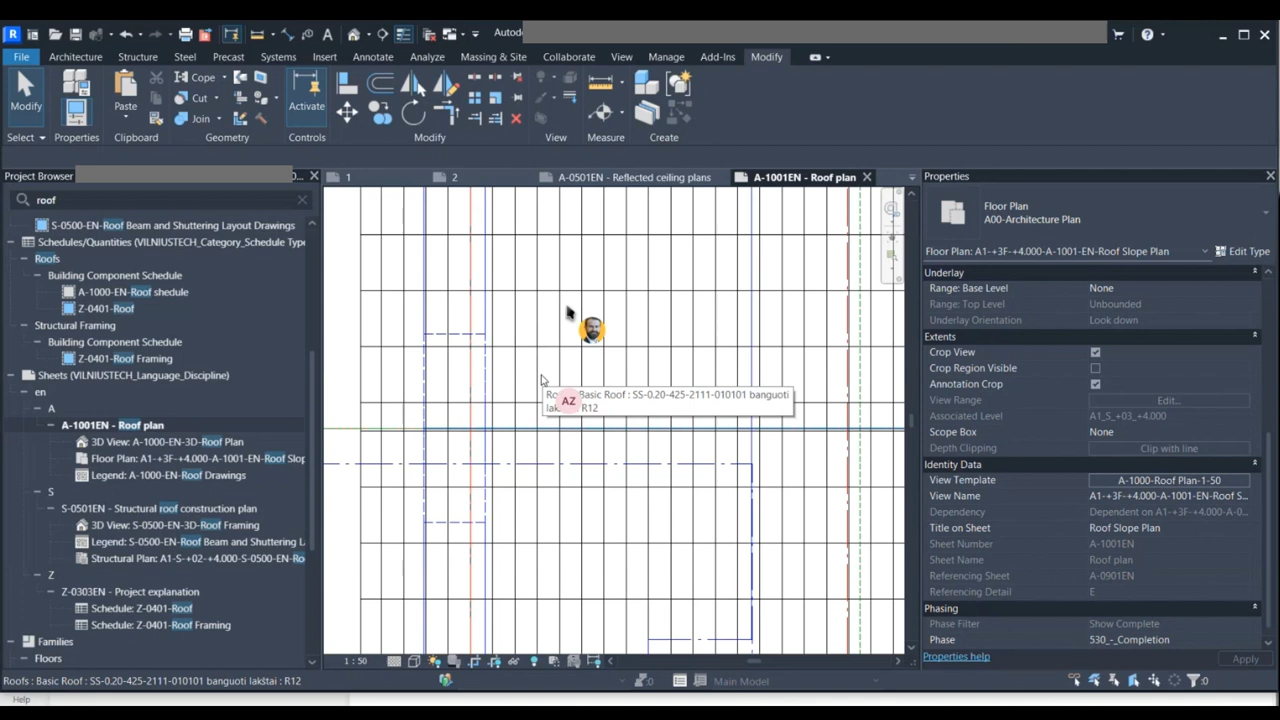 Autod
File Architecture Structure Steel Precast Systems Insert Annotate Analyze Massing & Site Collaborate View Manage Add-Ins Modify
Modify Paste Cope Cut Join Activate
Select Properties Clipboard Geometry Controls Modify View Measure Create
Project Browser 0...
1 2 A-0501EN - Reflected ceiling plans A-1001EN - Roof plan
roof
S-0500-EN-Roof Beam and Shuttering Layout Drawings
Schedules/Quantities (VILNIUSTECH_Category_Schedule Type
Roofs
Building Component Schedule
A-1000-EN-Roof shedule
Z-0401-Roof
Structural Framing
Building Component Schedule
Z-0401-Roof Framing
Sheets (VILNIUSTECH_Language_Discipline)
en
A
A-1001EN - Roof plan
3D View: A-1000-EN-3D-Roof Plan
Floor Plan: A1-+3F-+4.000-A-1001-EN-Roof Slop
Legend: A-1000-EN-Roof Drawings
S
S-0501EN - Structural roof construction plan
3D View: S-0500-EN-3D-Roof Framing
Legend: S-0500-EN-Roof Beam and Shuttering La
Structural Plan: A1-S-+02-+4.000-S-0500-EN-Ro
Z
Z-0303EN - Project explanation
Schedule: Z-0401-Roof
Schedule: Z-0401-Roof Framing
Families
Floors
Basic Roof : SS-0.20-425-2111-010101 banguoti
AZ
R12
1 : 50
Properties
Floor Plan
A00-Architecture Plan
Floor Plan: A1-+3F-+4.000-A-1001-EN-Roof Slope Plan Edit Type
Underlay
Range: Base Level None
Range: Top Level Unbounded
Underlay Orientation Look down
Extents
Crop View
Crop Region Visible
Annotation Crop
View Range Edit...
Associated Level A1_S_+03_+4.000
Scope Box None
Depth Clipping Clip with line
Identity Data
View Template A-1000-Roof Plan-1-50
View Name A1-+3F-+4.000-A-1001-EN-Roof S...
Dependency Dependent on A1-+3F-+4.000-A-0...
Title on Sheet Roof Slope Plan
Sheet Number A-1001EN
Sheet Name Roof plan
Referencing Sheet A-0901EN
Referencing Detail E
Phasing
Phase Filter Show Complete
Phase 530_-_Completion
Properties help Apply
Roofs : Basic Roof : SS-0.20-425-2111-010101 banguoti lakštai : R12 :0 Main Model :0
Help